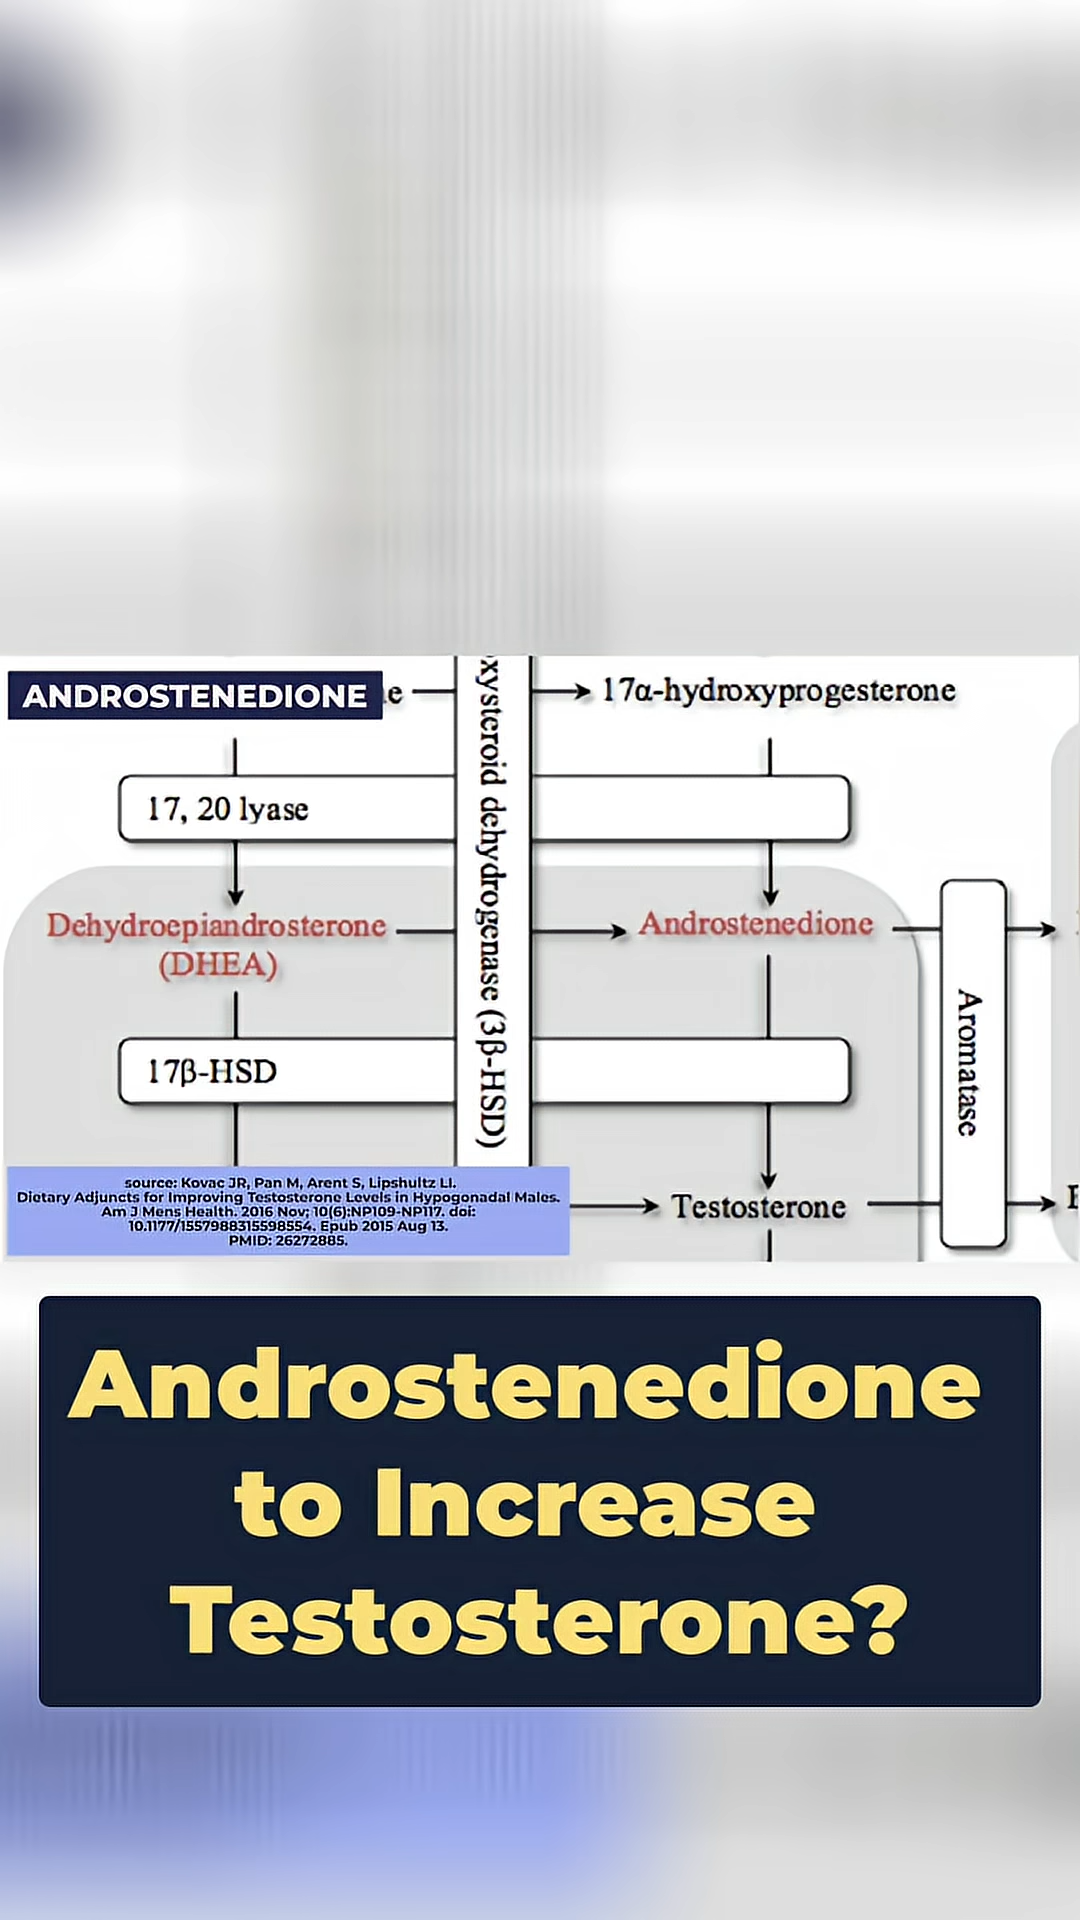 ANDROSTENEDIONE
e
17α-hydroxyprogesterone
17, 20 lyase
oxysteroid dehydrogenase (3β-HSD))
Dehydroepiandrosterone
(DHEA)
Androstenedione
Aromatase
17β-HSD
Testosterone
source: Kovac JR, Pan M, Arent S, Lipshultz LI.
Dietary Adjuncts for Improving Testosterone Levels in Hypogonadal Males.
Am J Mens Health. 2016 Nov; 10(6):NP109-NP117. doi:
10.1177/1557988315598554. Epub 2015 Aug 13.
PMID: 26272885.
Androstenedione
to Increase
Testosterone?